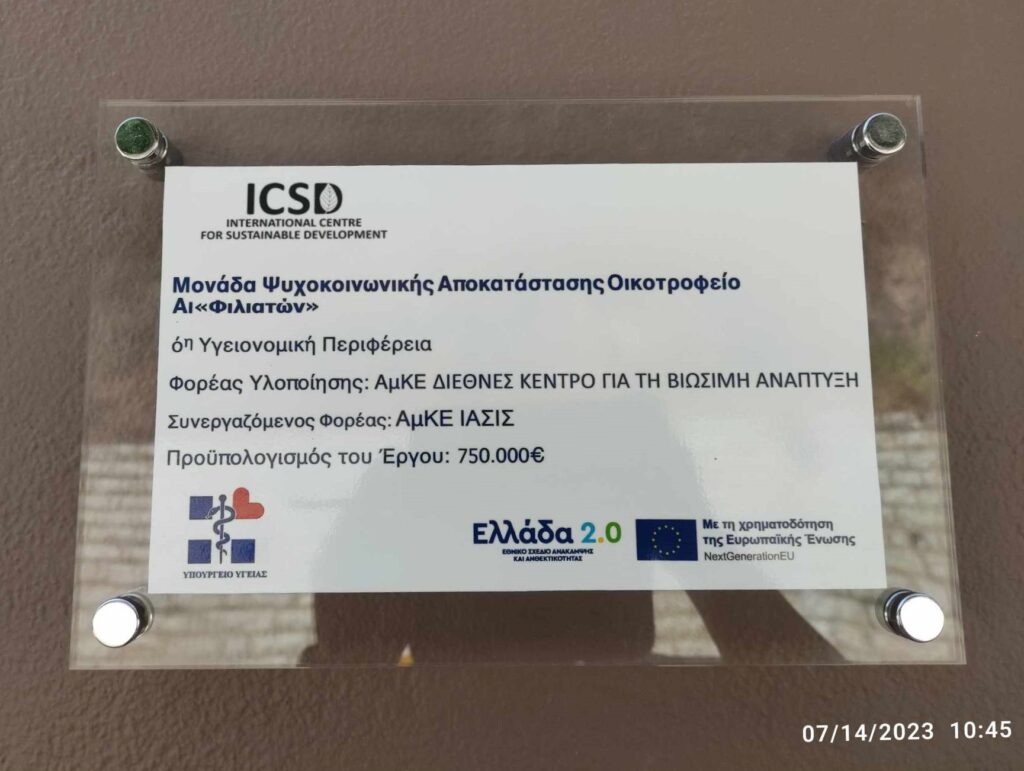 ICSD
INTERNATIONAL CENTRE
FOR SUSTAINABLE DEVELOPMENT
Μονάδα Ψυχοκοινωνικής Αποκατάστασης Οικοτροφείο
Αι«Φιλιατών»
όη Υγειονομική Περιφέρεια
Φορέας Υλοποίησης: ΑμΚΕ ΔΙΕΘΝΕΣ ΚΕΝΤΡΟ ΓΙΑ ΤΗ ΒΙΩΣΙΜΗ ΑΝΑΠΤΥΞΗ
Συνεργαζόμενος Φορέας: ΑμΚΕ ΙΑΣΙΣ
Προϋπολογισμός του Έργου: 750.000€
ΥΠΟΥΡΓΕΙΟ ΥΓΕΙΑΣ
Ελλάδα 2.0
ΕΘΝΙΚΟ ΣΧΕΔΙΟ ΑΝΑΚΑΜΨΗΣ
ΚΑΙ ΑΝΘΕΚΤΙΚΟΤΗΤΑΣ
Με τη χρηματοδότηση
της Ευρωπαϊκής Ένωσης
NextGenerationEU
07/14/2023 10:45